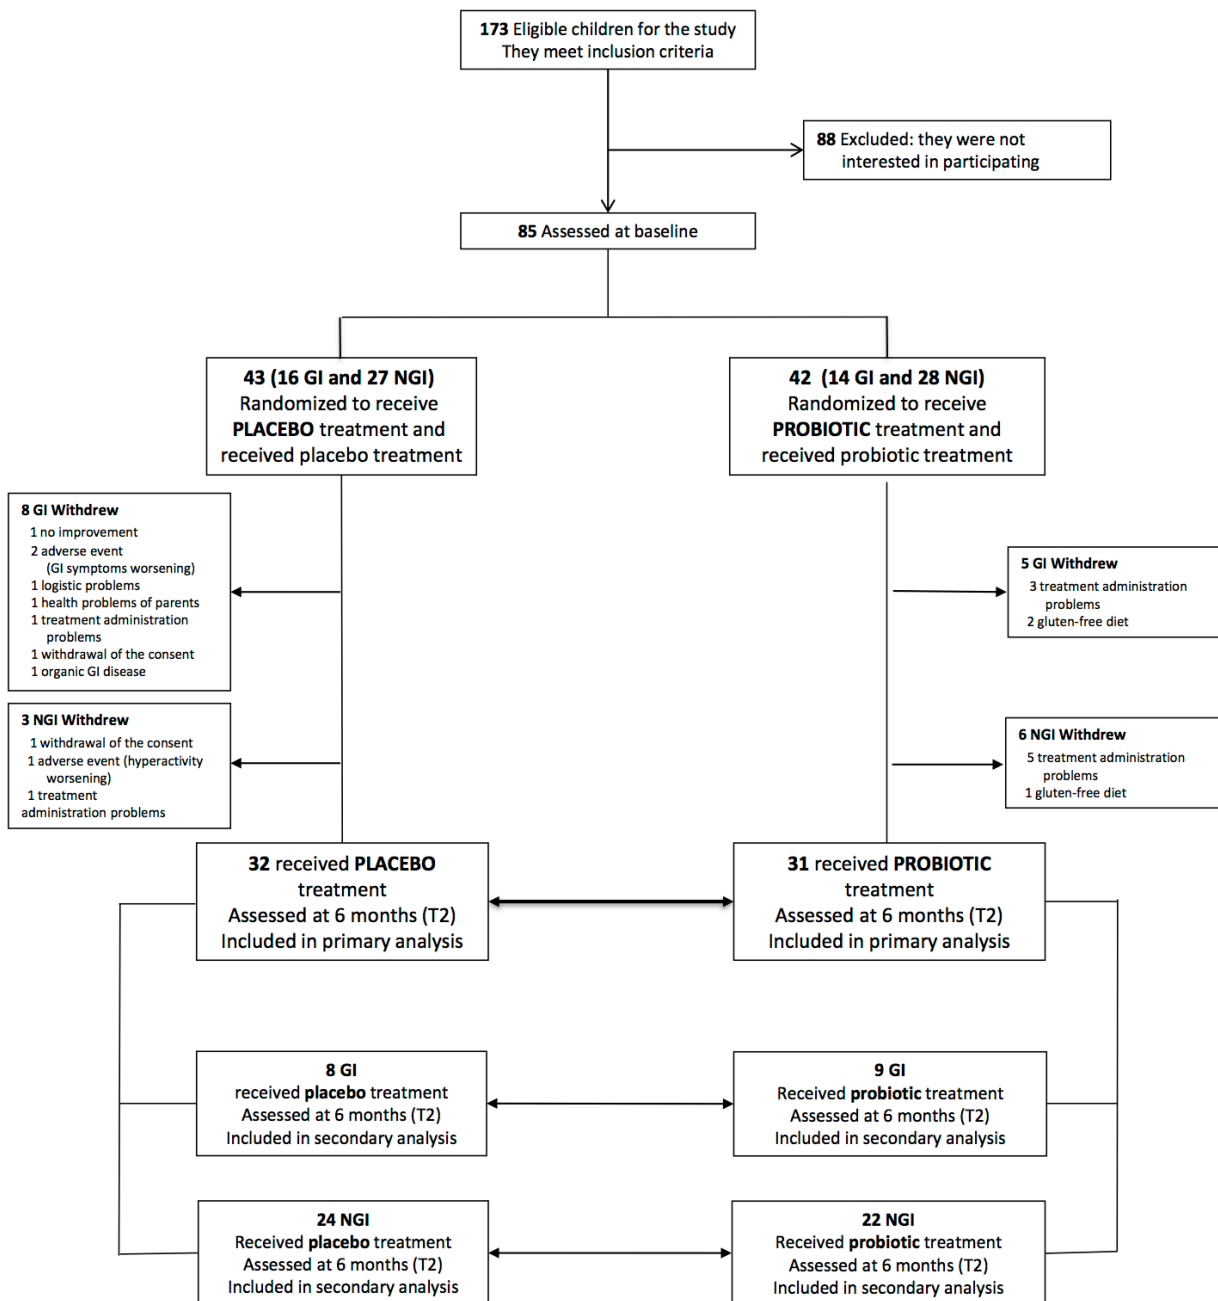 173 Eligible children for the study
They meet inclusion criteria
88 Excluded: they were not
interested in participating
85 Assessed at baseline
43 (16 GI and 27 NGI)
Randomized to receive
PLACEBO treatment and
received placebo treatment
42 (14 GI and 28 NGI)
Randomized to receive
PROBIOTIC treatment and
received probiotic treatment
8 GI Withdrew
1 no improvement
2 adverse event
(GI symptoms worsening)
1 logistic problems
1 health problems of parents
1 treatment administration
problems
1 withdrawal of the consent
1 organic GI disease
5 GI Withdrew
3 treatment administration
problems
2 gluten-free diet
3 NGI Withdrew
1 withdrawal of the consent
1 adverse event (hyperactivity
worsening)
1 treatment
administration problems
6 NGI Withdrew
5 treatment administration
problems
1 gluten-free diet
32 received PLACEBO
treatment
Assessed at 6 months (T2)
Included in primary analysis
31 received PROBIOTIC
treatment
Assessed at 6 months (T2)
Included in primary analysis
8 GI
received placebo treatment
Assessed at 6 months (T2)
Included in secondary analysis
9 GI
Received probiotic treatment
Assessed at 6 months (T2)
Included in secondary analysis
24 NGI
Received placebo treatment
Assessed at 6 months (T2)
Included in secondary analysis
22 NGI
Received probiotic treatment
Assessed at 6 months (T2)
Included in secondary analysis